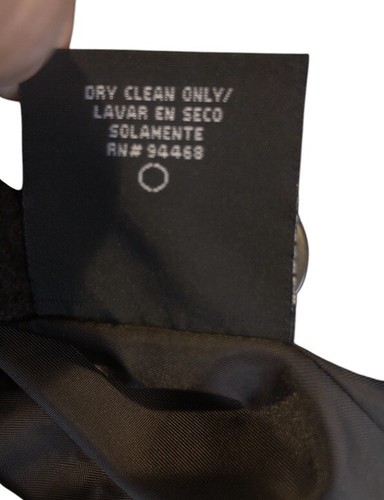 DRY CLEAN ONLY/
LAVAR EN SECO
SOLAMENTE
RN# 94468